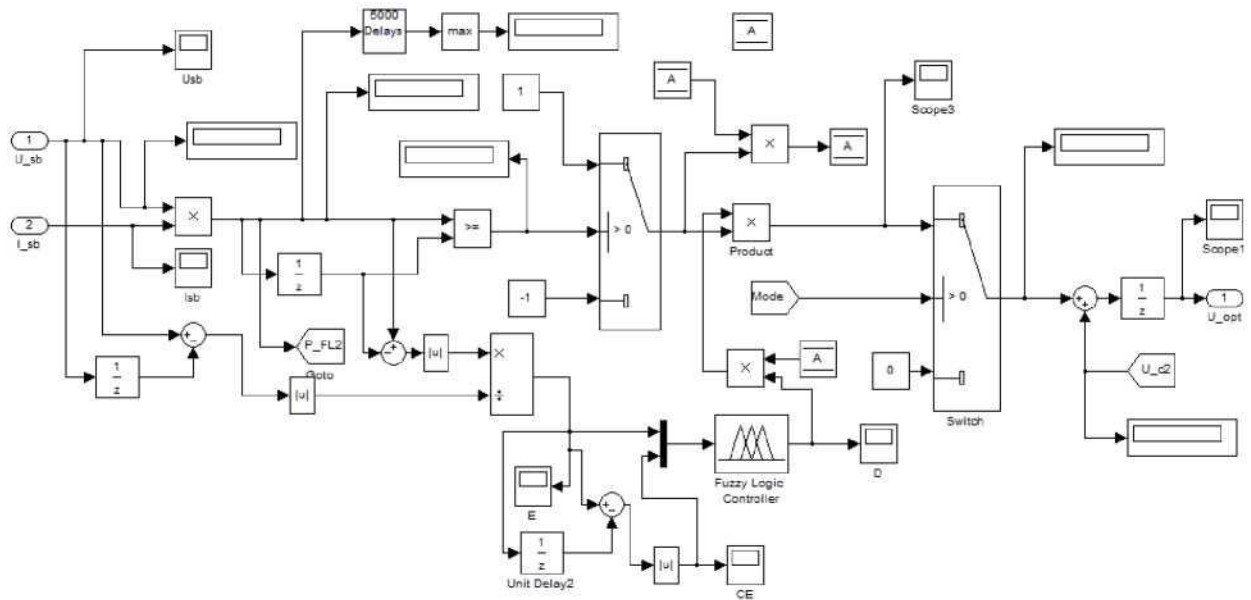 5000
Delays
max
A
Usb
A
1
Scope3
1
U_sb
×
A
2
I_sb
×
>=
> 0
×
Product
Scope1
Isb
1
z
-1
Mode
> 0
+
+
1
z
1
U_opt
+
-
P_FL2
Goto
-
+
|u|
×
÷
×
A
0
U_c2
1
z
|u|
Switch
D
Fuzzy Logic
Controller
E
+
-
1
z
Unit Delay2
|u|
CE